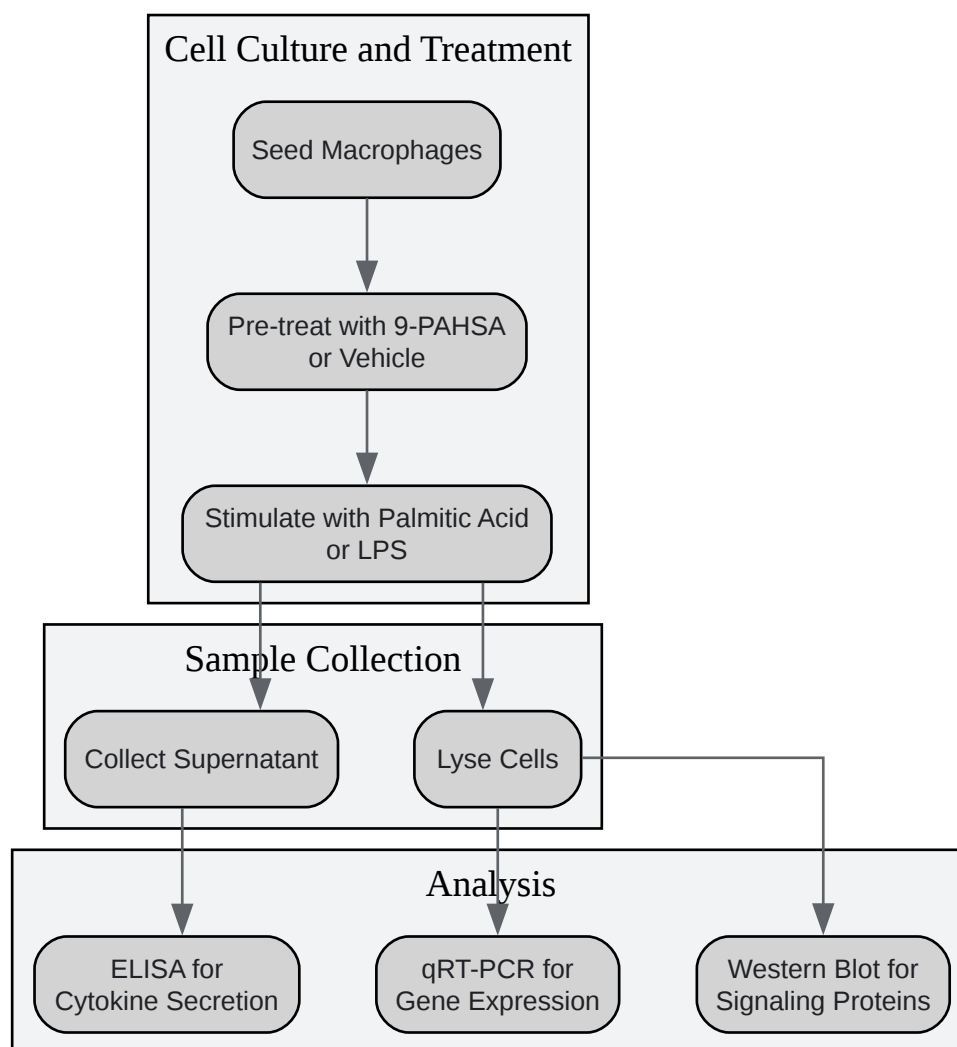 Cell Culture and Treatment
Seed Macrophages
Pre-treat with 9-PAHSA
or Vehicle
Stimulate with Palmitic Acid
or LPS
Sample Collection
Collect Supernatant
Lyse Cells
Analysis
ELISA for
Cytokine Secretion
qRT-PCR for
Gene Expression
Western Blot for
Signaling Proteins